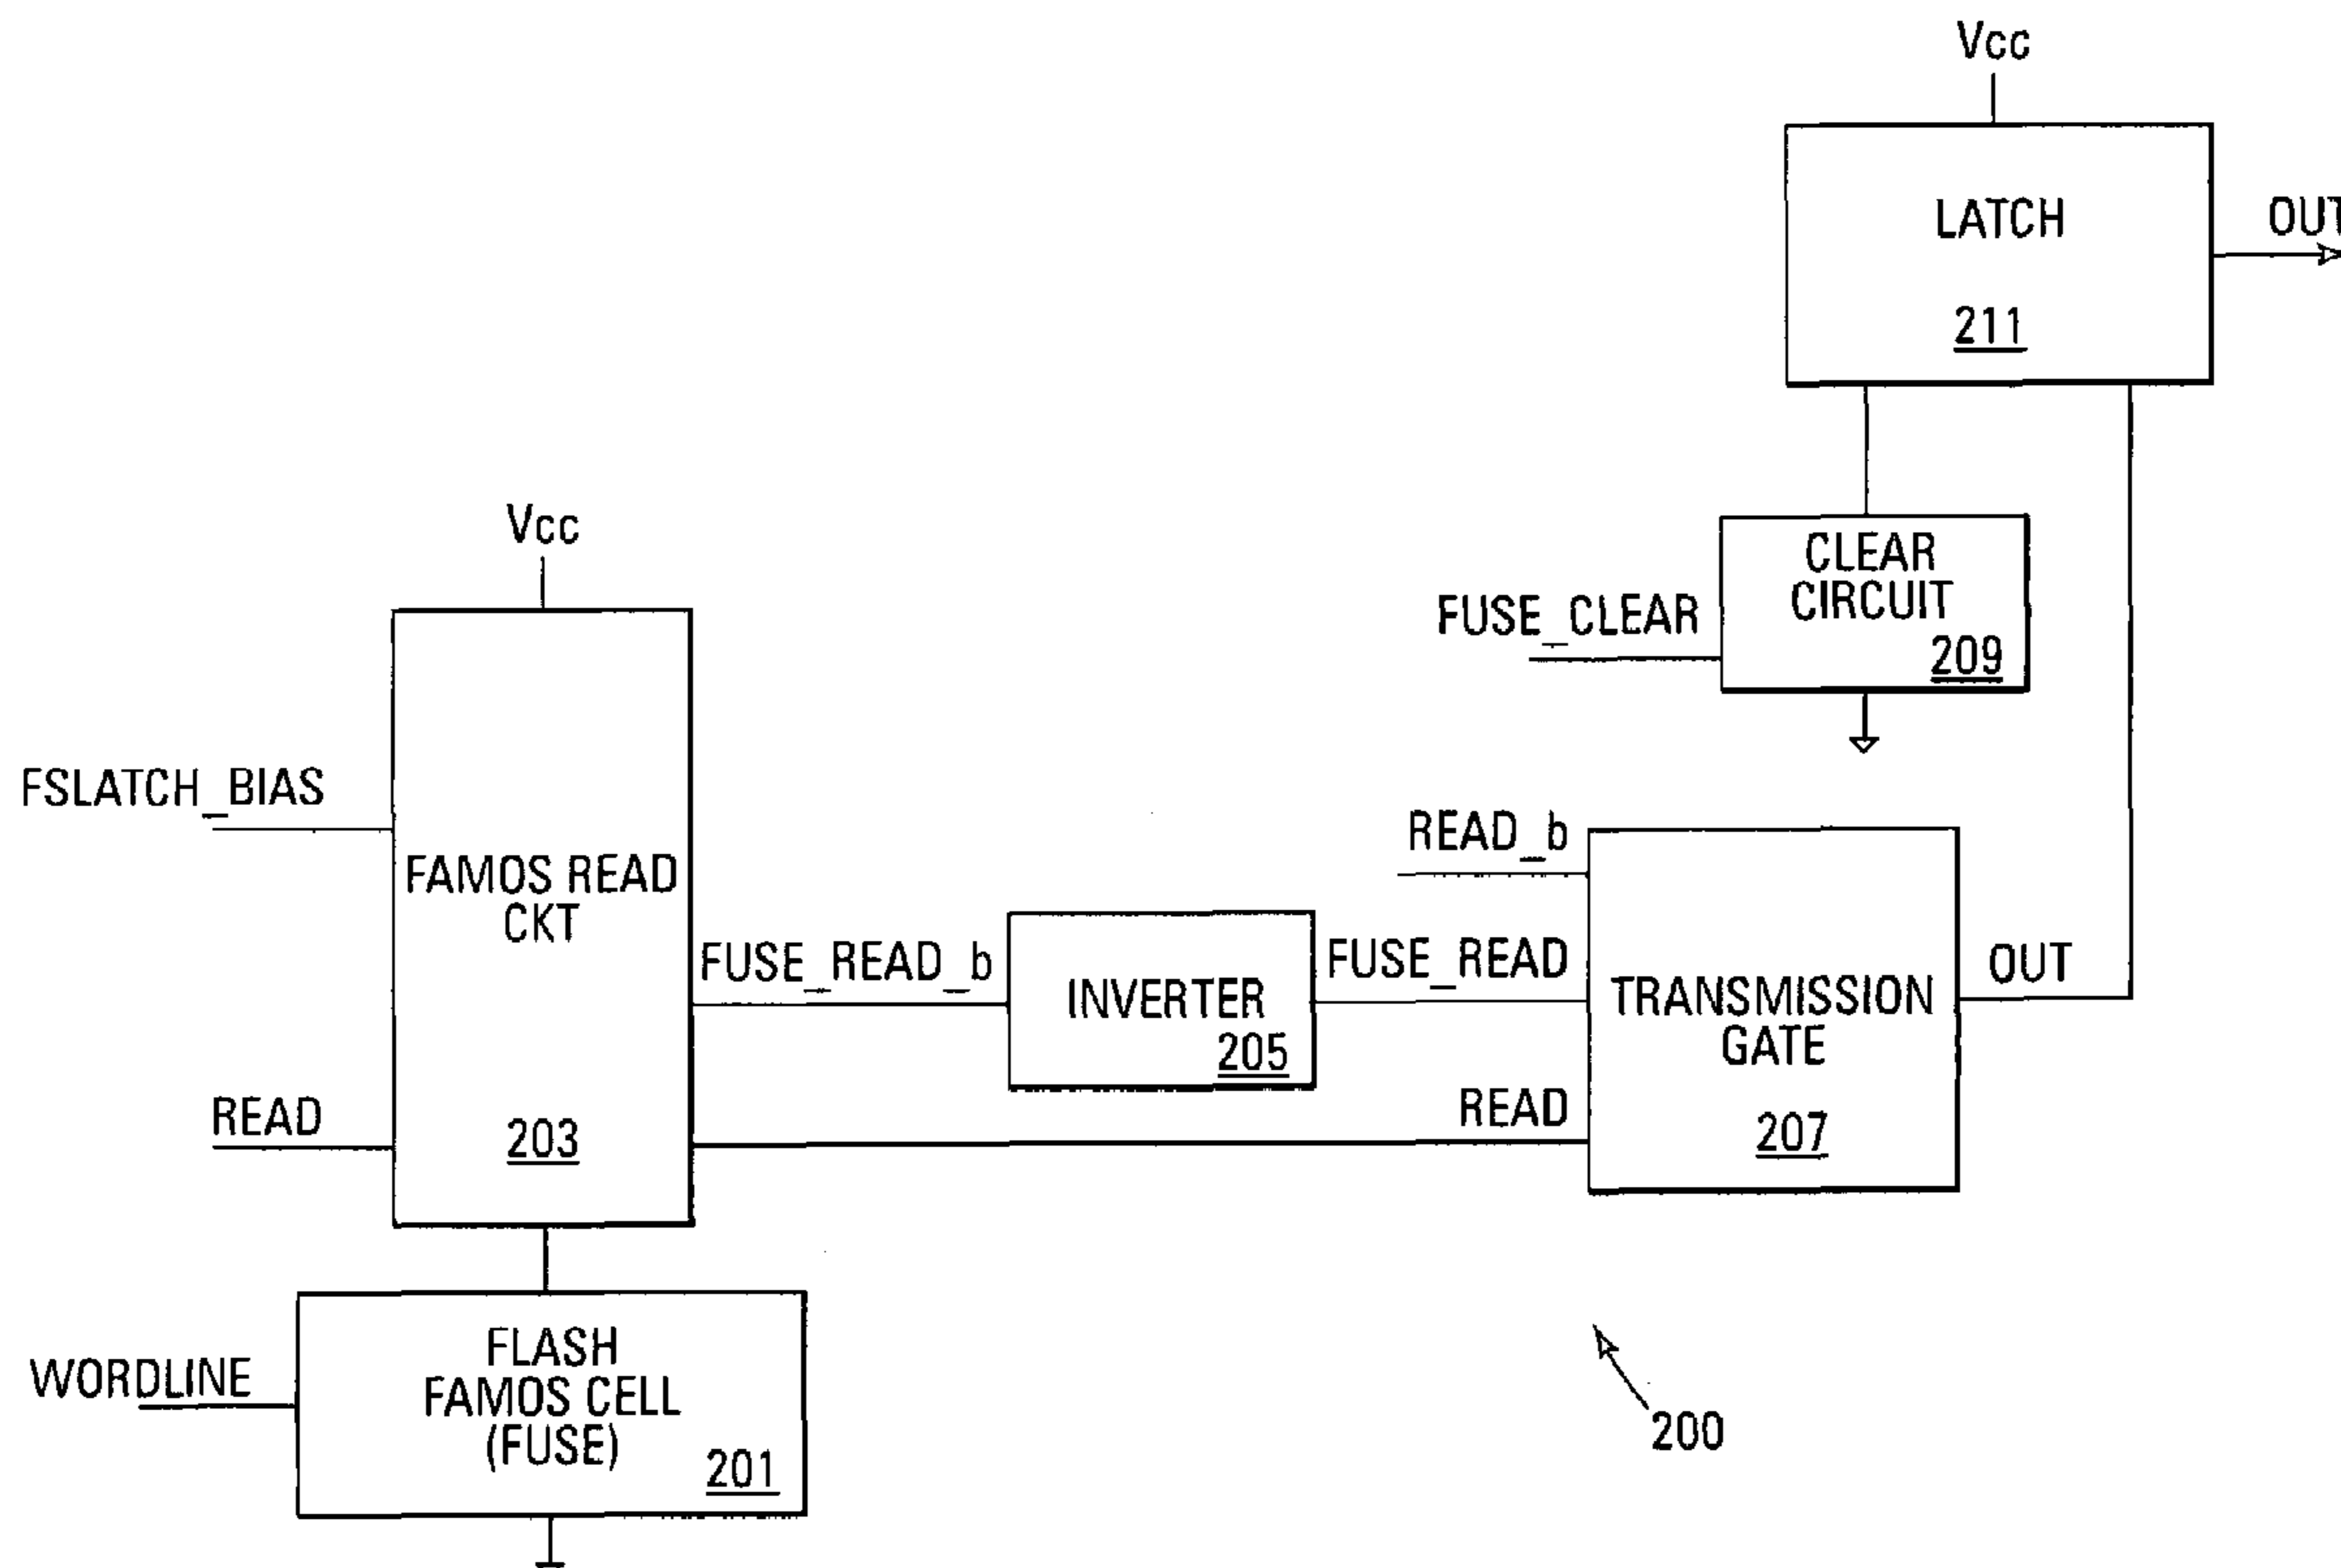 Vcc
LATCH
OUT
211
Vcc
CLEAR
CIRCUIT
FUSE_CLEAR
209
FSLATCH_BIAS
READ_b
FAMOS READ
CKT
FUSE_READ_b
INVERTER
205
FUSE_READ
TRANSMISSION
GATE
OUT
READ
203
READ
207
FLASH
FAMOS CELL
(FUSE)
WORDLINE
201
200